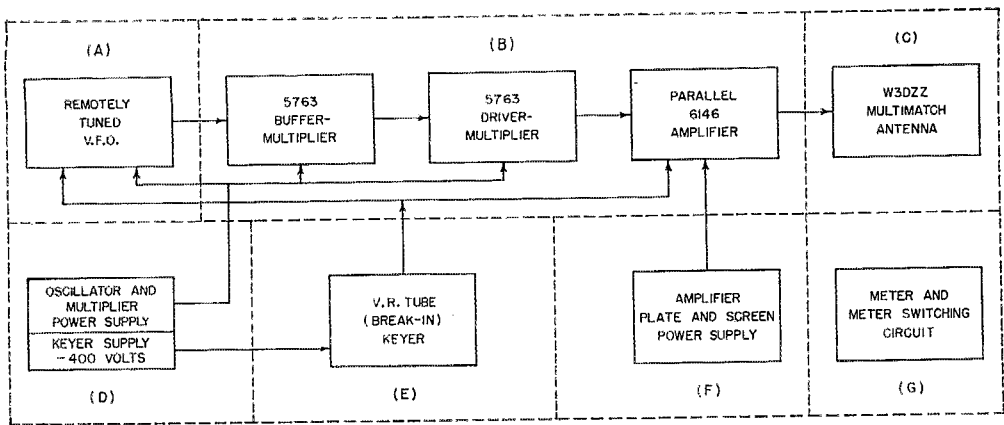 (A)
(B)
(C)
REMOTELY
TUNED
V.F.O.
5763
BUFFER-
MULTIPLIER
5763
DRIVER-
MULTIPLIER
PARALLEL
6146
AMPLIFIER
W3DZZ
MULTIMATCH
ANTENNA
OSCILLATOR AND
MULTIPLIER
POWER SUPPLY
KEYER SUPPLY
-400 VOLTS
V.R. TUBE
(BREAK-IN)
KEYER
AMPLIFIER
PLATE AND SCREEN
POWER SUPPLY
METER AND
METER SWITCHING
CIRCUIT
(D)
(E)
(F)
(G)